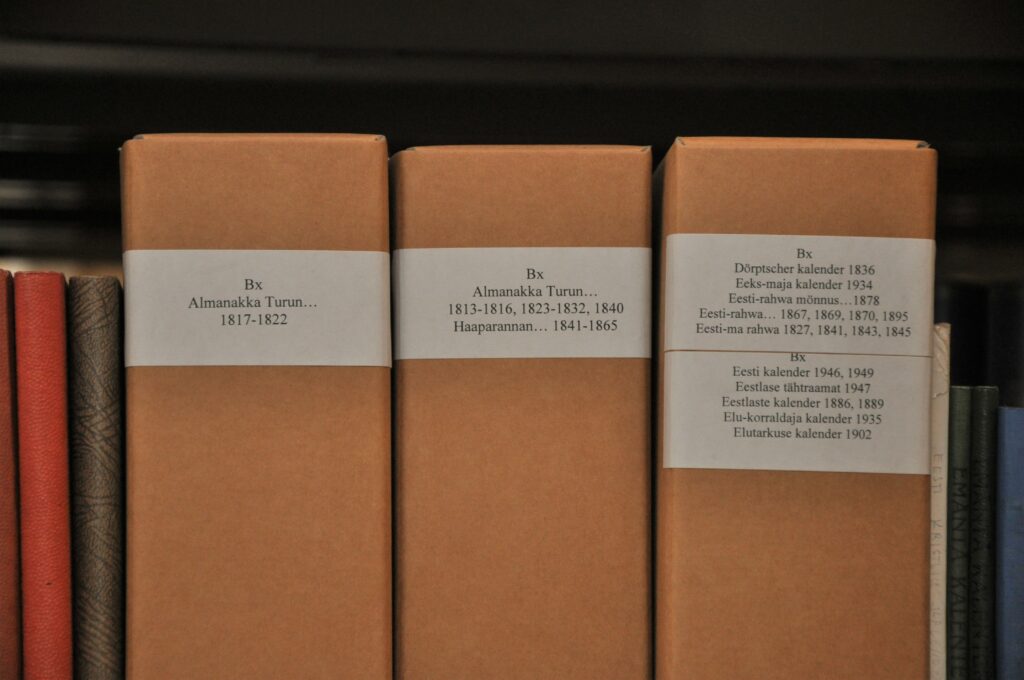 Bx
Almanakka Turun…
1817-1822
Bx
Almanakka Turun…
1813-1816, 1823-1832, 1840
Haaparannan… 1841-1865
Bx
Dörptscher kalender 1836
Eeks-maja kalender 1934
Eesti-rahwa mönnus…1878
Eesti-rahwa… 1867, 1869, 1870, 1895
Eesti-ma rahwa 1827, 1841, 1843, 1845
Bx
Eesti kalender 1946, 1949
Eestlase tähtraamat 1947
Eestlaste kalender 1886, 1889
Elu-korraldaja kalender 1935
Elutarkuse kalender 1902
EESTI
EMANDA